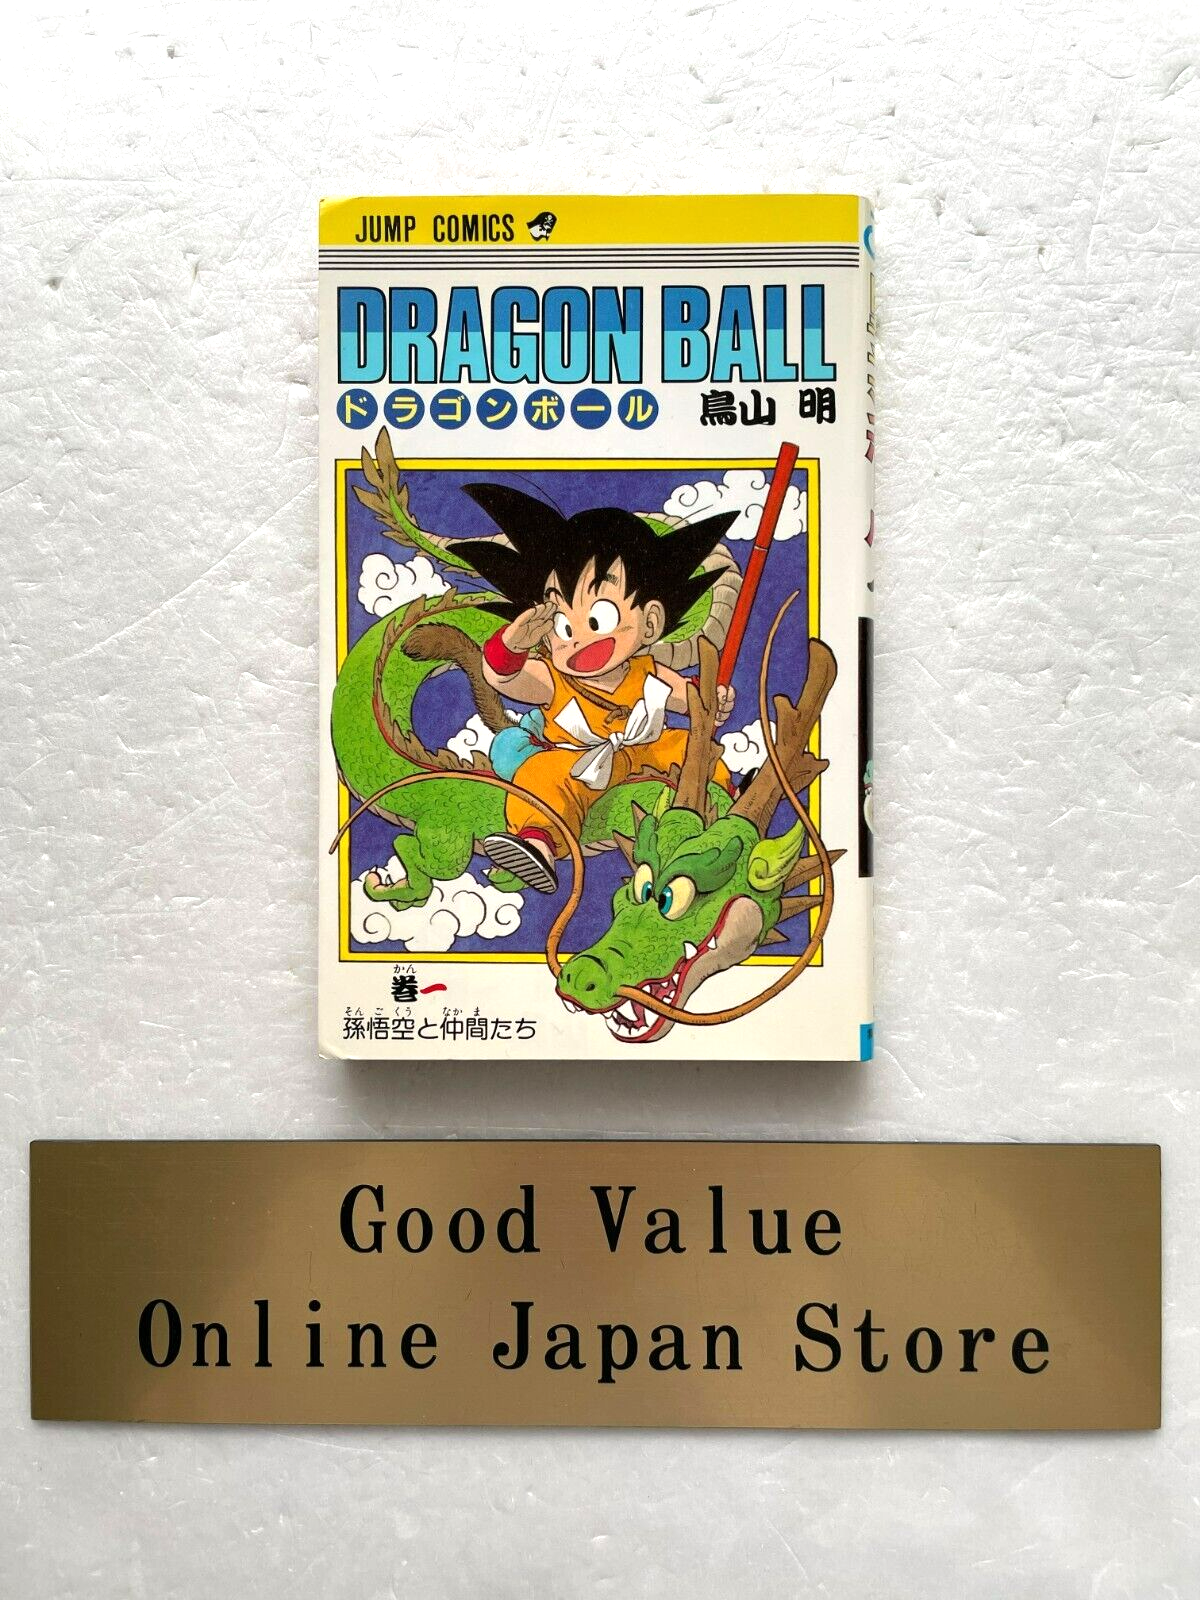 JUMP COMICS
DRAGON BALL
ドラゴンボール
鳥山 明
かん
巻一
そん ご くう なか ま
孫悟空と仲間たち
Good Value
Online Japan Store